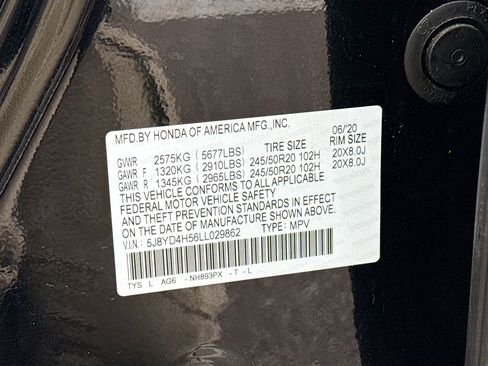 MFD.BY HONDA OF AMERICA MFG.,INC.
06/20
TIRE SIZE RIM SIZE
GVWR 2575KG (5677LBS)
GAWR F 1320KG (2910LBS) 245/50R20 102H 20X8.0J
GAWR R 1345KG (2965LBS) 245/50R20 102H 20X8.0J
THIS VEHICLE CONFORMS TO ALL APPLICABLE
FEDERAL MOTOR VEHICLE SAFETY
AND THEFT PREVENTION STANDARDS IN EFFECT
ON THE DATE OF MANUFACTURE SHOWN ABOVE.
V.I.N: 5J8YD4H56LL029862 TYPE: MPV
TYS L AG6 - NH893PX - T - L